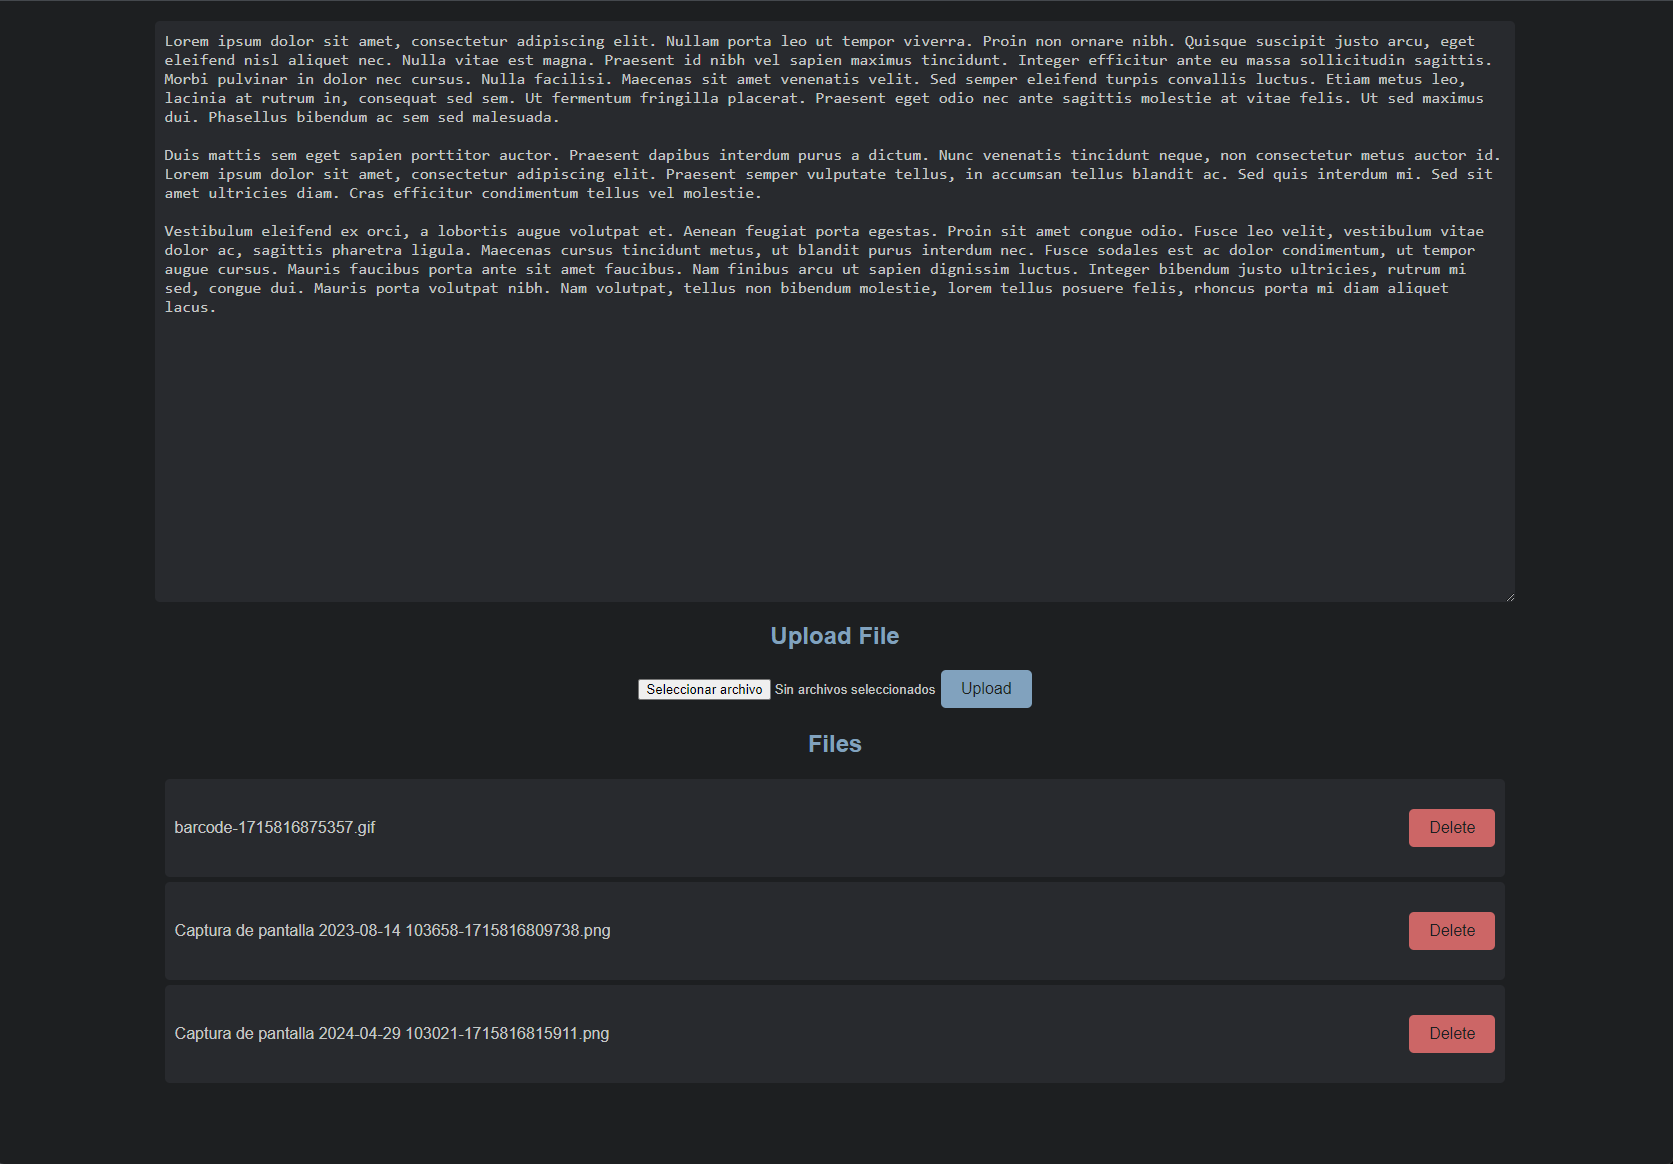 Lorem ipsum dolor sit amet, consectetur adipiscing elit. Nullam porta leo ut tempor viverra. Proin non ornare nibh. Quisque suscipit justo arcu, eget
eleifend nisl aliquet nec. Nulla vitae est magna. Praesent id nibh vel sapien maximus tincidunt. Integer efficitur ante eu massa sollicitudin sagittis.
Morbi pulvinar in dolor nec cursus. Nulla facilisi. Maecenas sit amet venenatis velit. Sed semper eleifend turpis convallis luctus. Etiam metus leo,
lacinia at rutrum in, consequat sed sem. Ut fermentum fringilla placerat. Praesent eget odio nec ante sagittis molestie at vitae felis. Ut sed maximus
dui. Phasellus bibendum ac sem sed malesuada.
Duis mattis sem eget sapien porttitor auctor. Praesent dapibus interdum purus a dictum. Nunc venenatis tincidunt neque, non consectetur metus auctor id.
Lorem ipsum dolor sit amet, consectetur adipiscing elit. Praesent semper vulputate tellus, in accumsan tellus blandit ac. Sed quis interdum mi. Sed sit
amet ultricies diam. Cras efficitur condimentum tellus vel molestie.
Vestibulum eleifend ex orci, a lobortis augue volutpat et. Aenean feugiat porta egestas. Proin sit amet congue odio. Fusce leo velit, vestibulum vitae
dolor ac, sagittis pharetra ligula. Maecenas cursus tincidunt metus, ut blandit purus interdum nec. Fusce sodales est ac dolor condimentum, ut tempor
augue cursus. Mauris faucibus porta ante sit amet faucibus. Nam finibus arcu ut sapien dignissim luctus. Integer bibendum justo ultricies, rutrum mi
sed, congue dui. Mauris porta volutpat nibh. Nam volutpat, tellus non bibendum molestie, lorem tellus posuere felis, rhoncus porta mi diam aliquet
lacus.
Upload File
Seleccionar archivo Sin archivos seleccionados Upload
Files
barcode-1715816875357.gif Delete
Captura de pantalla 2023-08-14 103658-1715816809738.png Delete
Captura de pantalla 2024-04-29 103021-1715816815911.png Delete